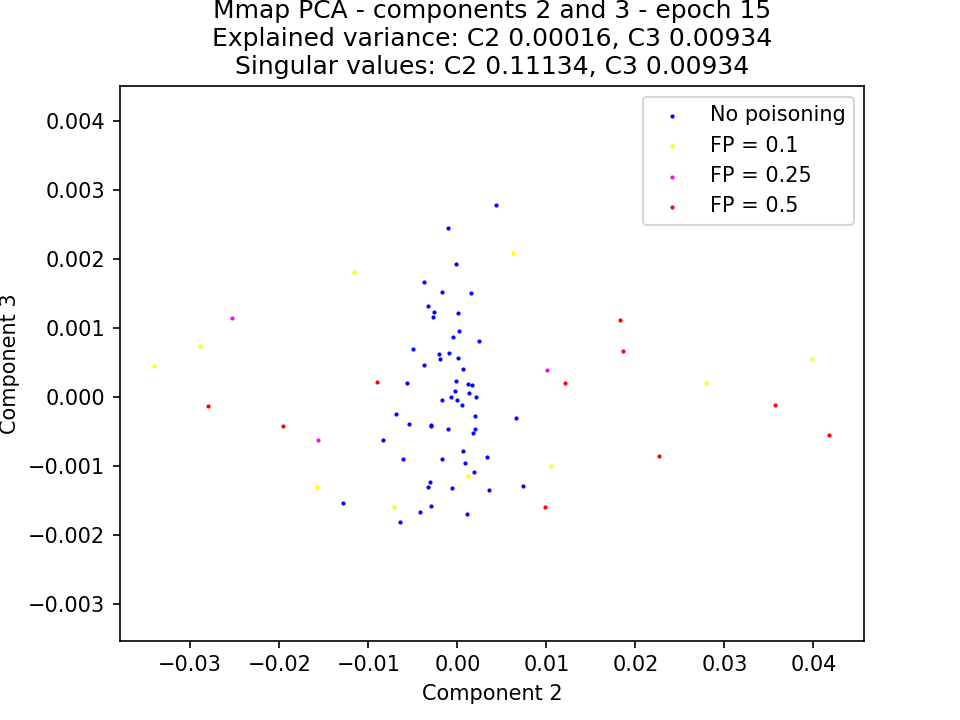 Mmap PCA - components 2 and 3 - epoch 15
Explained variance: C2 0.00016, C3 0.00934
Singular values: C2 0.11134, C3 0.00934
No poisoning
FP = 0.1
FP = 0.25
FP = 0.5
0.004
0.003
0.002
0.001
0.000
−0.001
−0.002
−0.003
Component 3
−0.03 −0.02 −0.01 0.00 0.01 0.02 0.03 0.04
Component 2